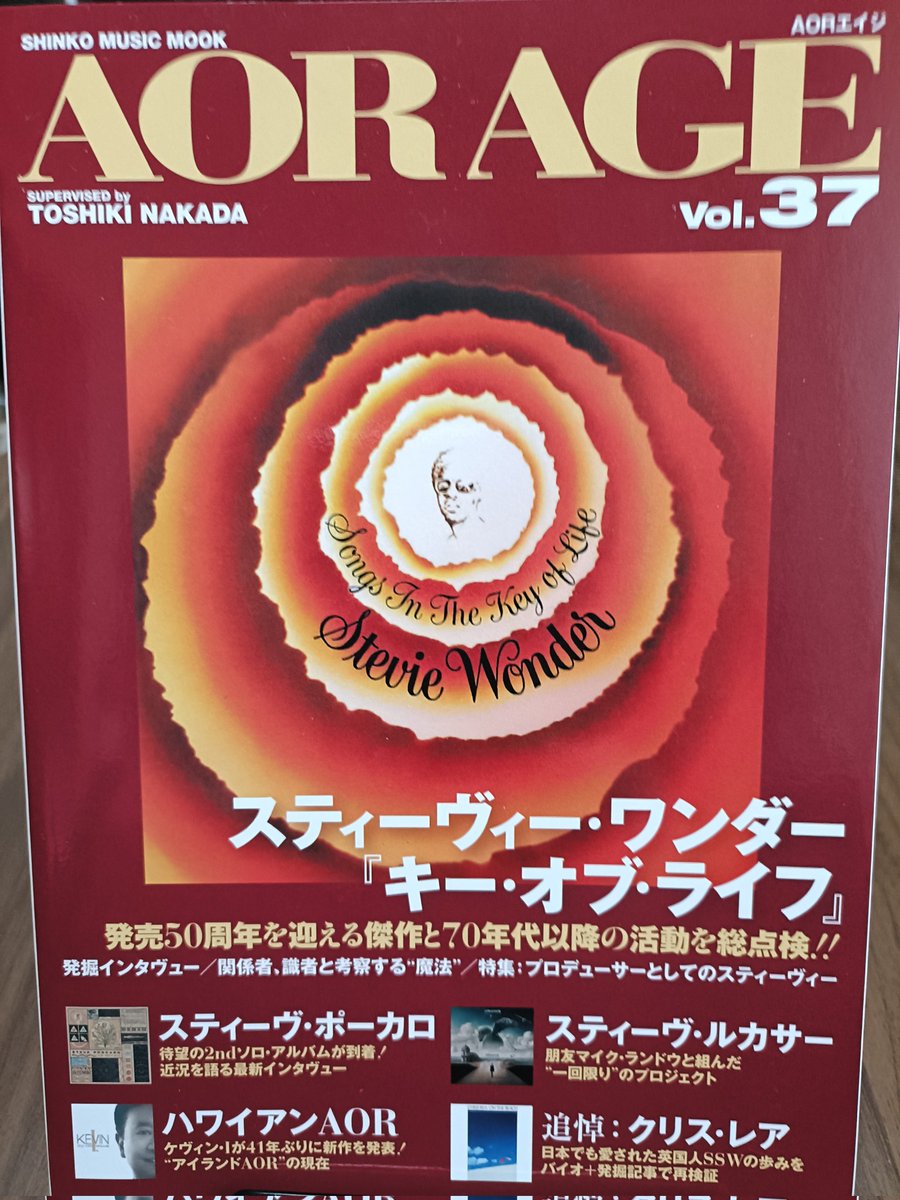 SHINKO MUSIC MOOK
AORエイジ
AOR AGE
SUPERVISED by
TOSHIKI NAKADA
Vol.37
Songs In The Key of Life
Stevie Wonder
スティーヴィー・ワンダー
『キー・オブ・ライフ』
発売50周年を迎える傑作と70年代以降の活動を総点検!!
発掘インタヴュー/関係者、識者と考察する“魔法”/特集:プロデューサーとしてのスティーヴィー
スティーヴ・ポーカロ
待望の2ndソロ・アルバムが到着!
近況を語る最新インタヴュー
スティーヴ・ルカサー
朋友マイク・ランドウと組んだ
“一回限り”のプロジェクト
KEVIN
ハワイアンAOR
ケヴィン・Iが41年ぶりに新作を発表!
“アイランドAOR”の現在
追悼:クリス・レア
日本でも愛された英国人SSWの歩みを
バイオ+発掘記事で再検証